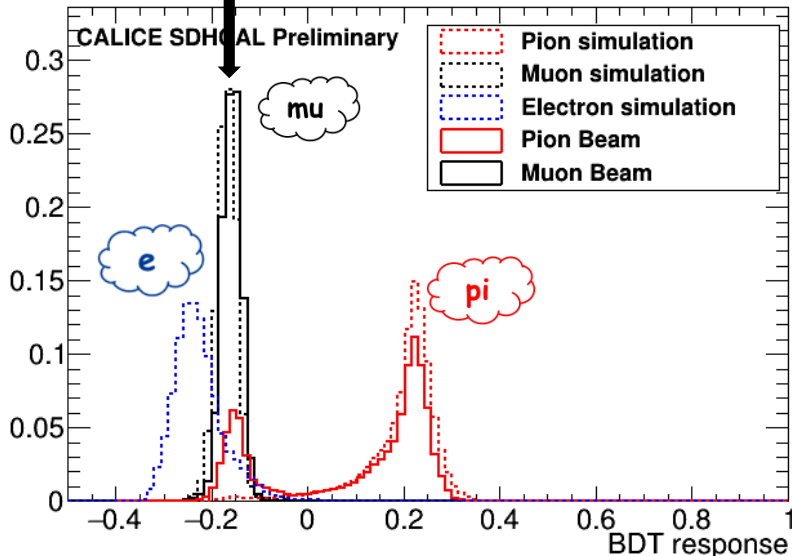 CALICE SDHCAL Preliminary
Pion simulation
Muon simulation
Electron simulation
Pion Beam
Muon Beam
mu
e
pi
0.3
0.25
0.2
0.15
0.1
0.05
0
−0.4
−0.2
0
0.2
0.4
0.6
0.8
1
BDT response